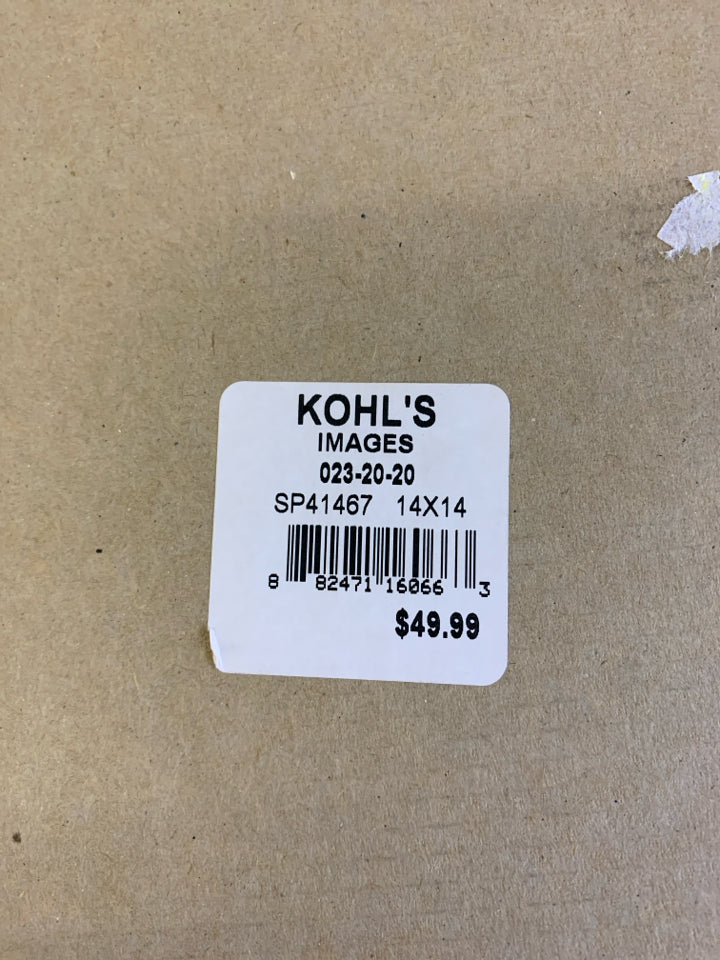 KOHL'S
IMAGES
023-20-20
SP41467 14X14
8 82471 16066 3
$49.99